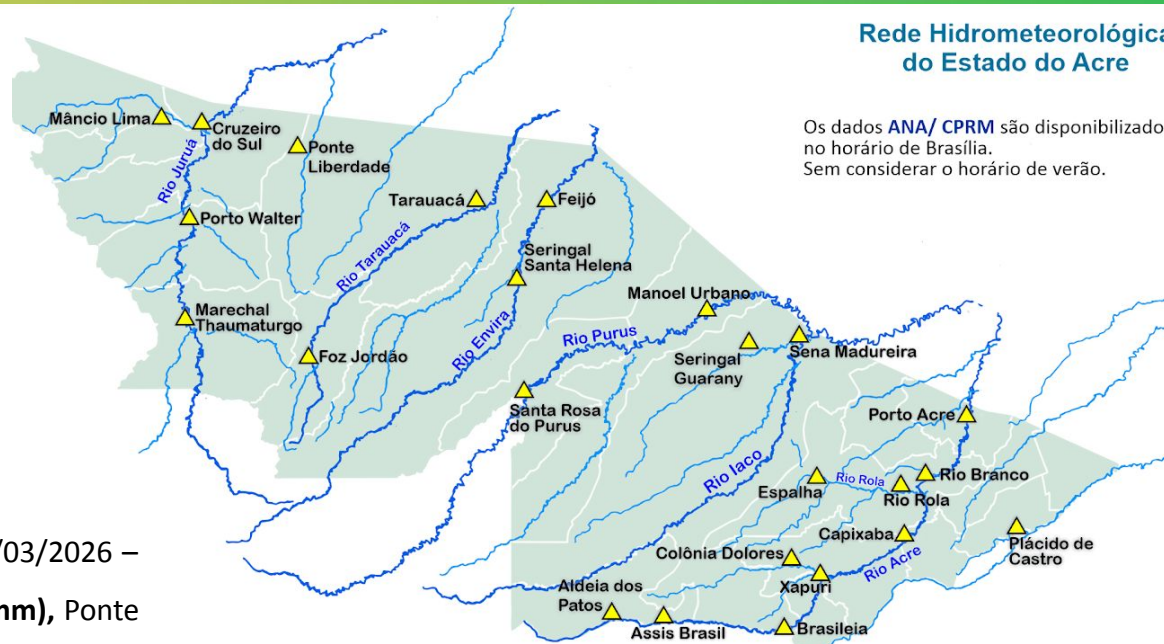 Rede Hidrometeorológica
do Estado do Acre
Os dados ANA/ CPRM são disponibilizado
no horário de Brasília.
Sem considerar o horário de verão.
Mâncio Lima
Cruzeiro
do Sul
Ponte
Liberdade
Rio Juruá
Porto Walter
Tarauacá
Feijó
Rio Tarauacá
Seringal
Santa Helena
Marechal
Thaumaturgo
Foz Jordão
Rio Envira
Manoel Urbano
Rio Purus
Seringal
Guarany
Sena Madureira
Santa Rosa
do Purus
Porto Acre
Rio Iaco
Espalha
Rio Rola
Rio Rola
Rio Branco
Capixaba
Plácido de
Castro
Colônia Dolores
Rio Acre
Xapuri
Aldeia dos
Patos
Assis Brasil
Brasileia
/03/2026 –
nm), Ponte